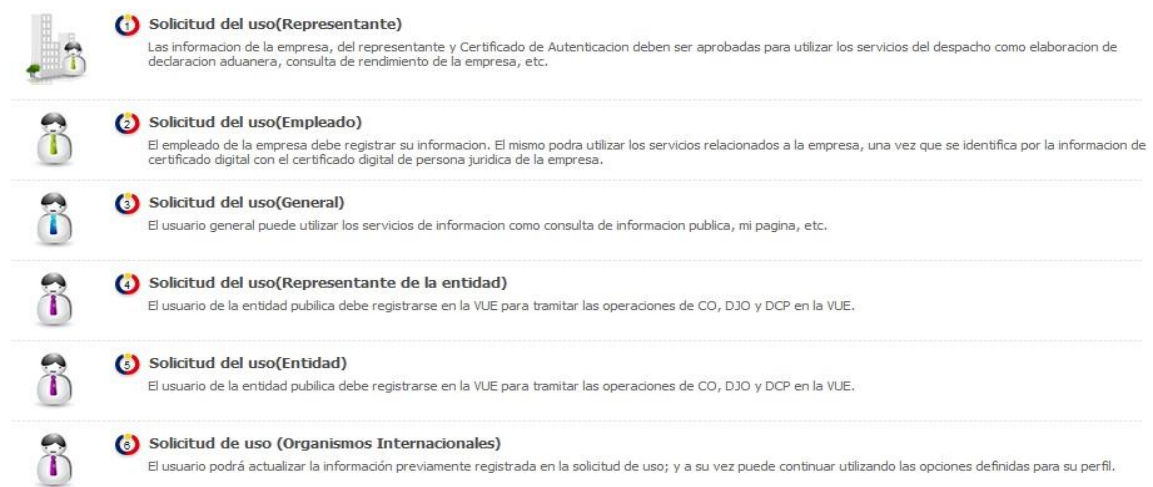 1 Solicitud del uso(Representante)
Las informacion de la empresa, del representante y Certificado de Autenticacion deben ser aprobadas para utilizar los servicios del despacho como elaboracion de
declaracion aduanera, consulta de rendimiento de la empresa, etc.
2 Solicitud del uso(Empleado)
El empleado de la empresa debe registrar su informacion. El mismo podra utilizar los servicios relacionados a la empresa, una vez que se identifica por la informacion de
certificado digital con el certificado digital de persona juridica de la empresa.
3 Solicitud del uso(General)
El usuario general puede utilizar los servicios de informacion como consulta de informacion publica, mi pagina, etc.
4 Solicitud del uso(Representante de la entidad)
El usuario de la entidad publilica debe registrarse en la VUE para tramitar las operaciones de CO, DJO y DCP en la VUE.
5 Solicitud del uso(Entidad)
El usuario de la entidad publilica debe registrarse en la VUE para tramitar las operaciones de CO, DJO y DCP en la VUE.
6 Solicitud de uso (Organismos Internacionales)
El usuario podrá actualizar la información previamente registrada en la solicitud de uso; y a su vez puede continuar utilizando las opciones definidas para su perfil.